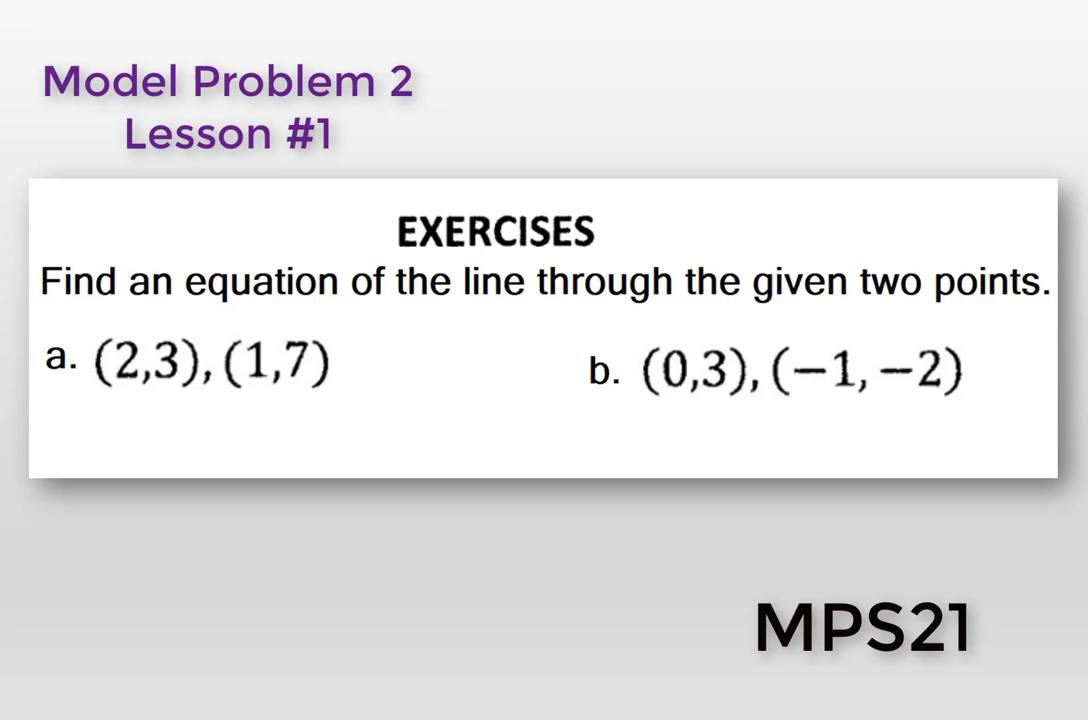 Model Problem 2
Lesson #1
EXERCISES
Find an equation of the line through the given two points.
a. (2,3), (1,7)
b. (0,3), (−1, −2)
MPS21